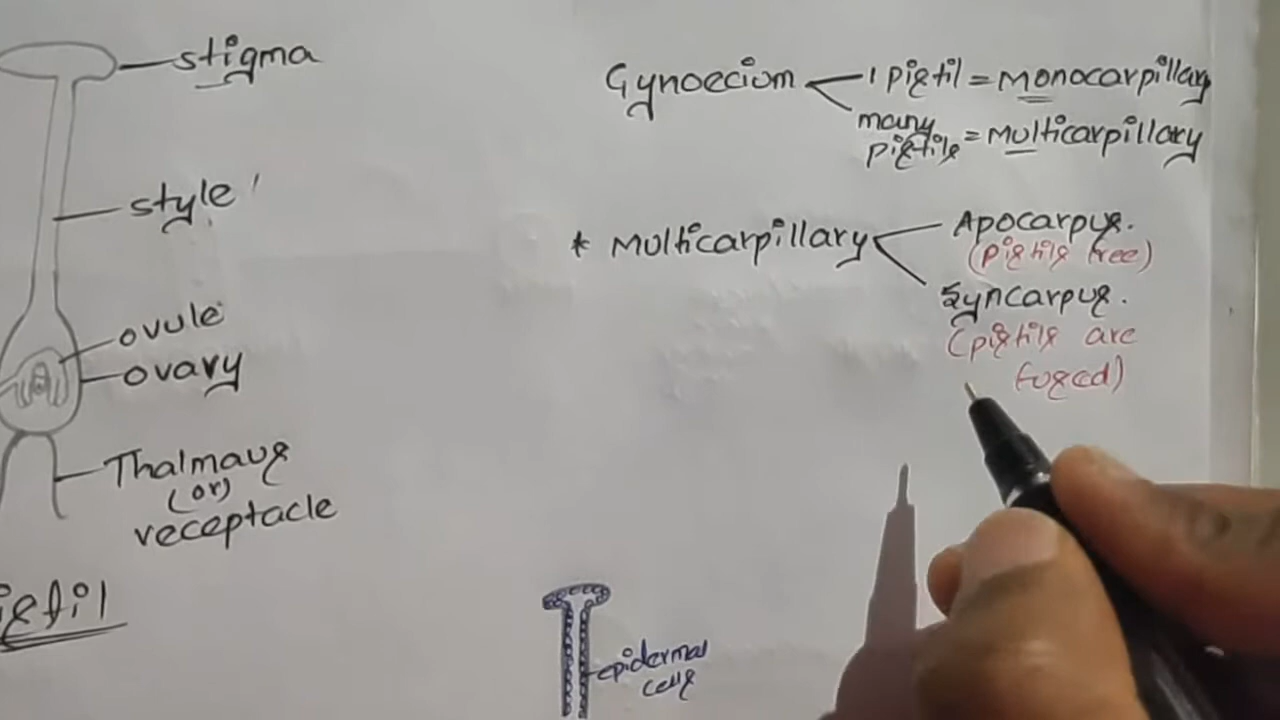 stigma
style
ovule
ovary
Thalmaus
(or)
receptacle
Gynoecium
1 pistil = Monocarpillary
many
pistils = Multicarpillary
* Multicarpillary
Apocarpus.
(pistils free)
Syncarpus.
(pistils are
fused)
epidermal
cells